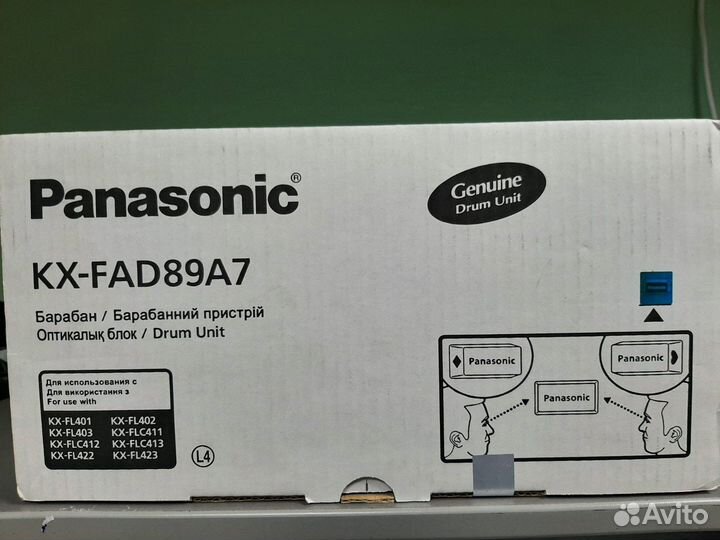 Panasonic®
Genuine
Drum Unit
KX-FAD89A7
Барабан / Барабанний пристрій
Оптикалық блок / Drum Unit
Для использования с
Для використання з
For use with
KX-FL401 KX-FL402
KX-FL403 KX-FLC411
KX-FLC412 KX-FLC413
KX-FL422 KX-FL423
L4
Panasonic
Panasonic
Panasonic
Avito